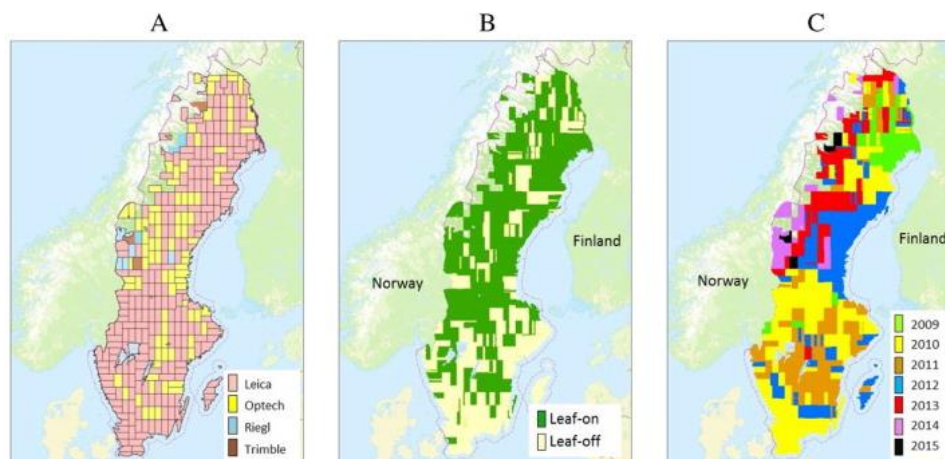 A
B
C
Leica
Optech
Riegl
Trimble
Norway
Finland
Leaf-on
Leaf-off
Norway
Finland
2009
2010
2011
2012
2013
2014
2015